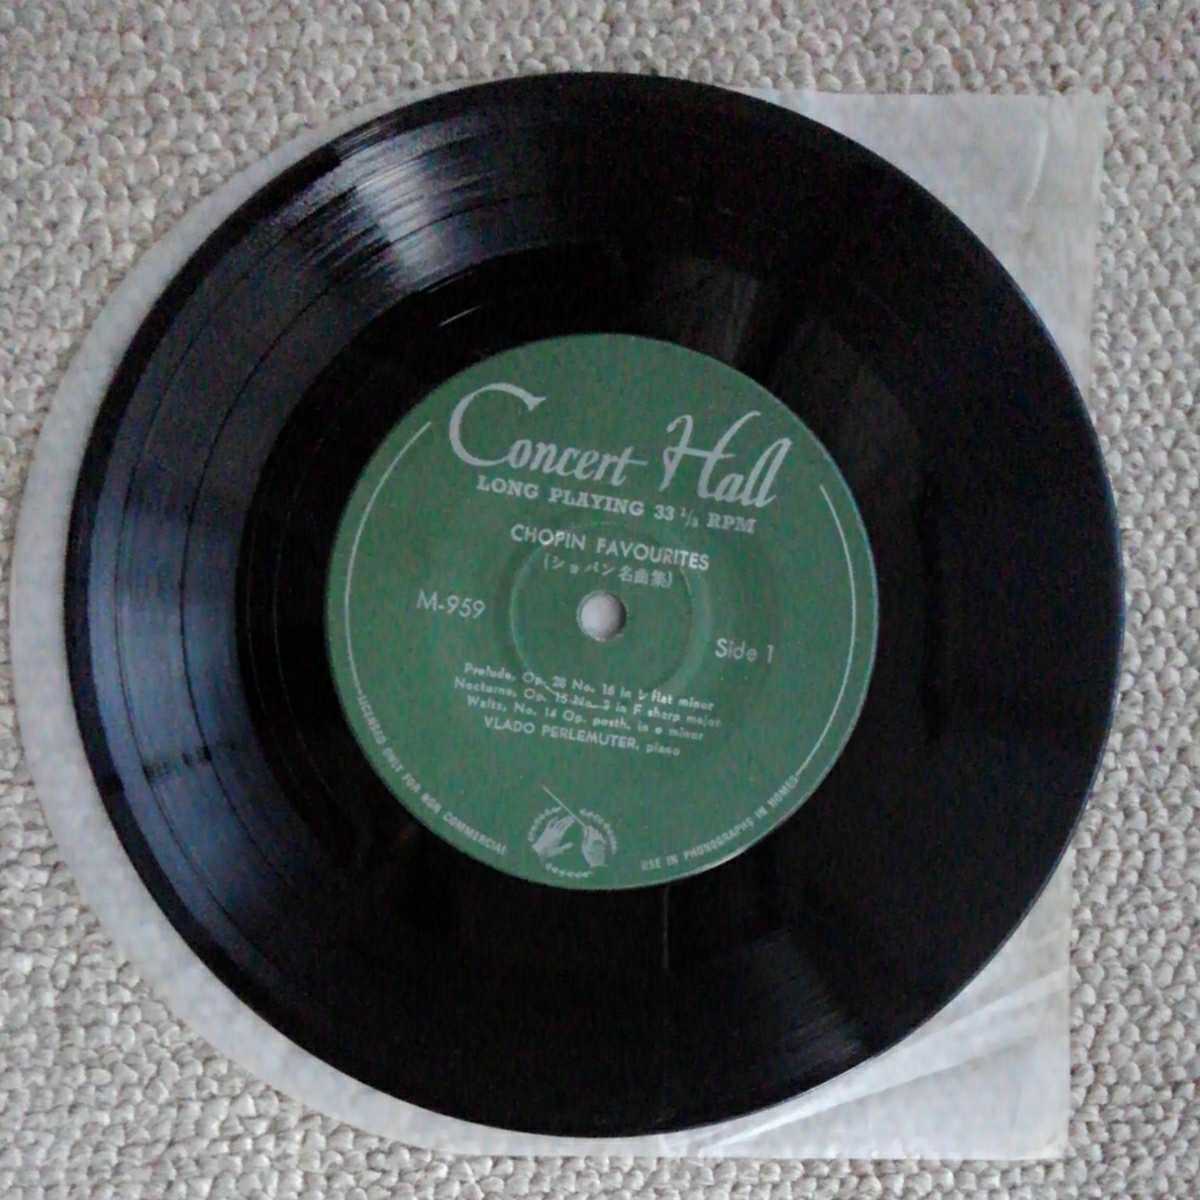 Concert Hall
LONG PLAYING 33 1/3 RPM
CHOPIN FAVOURITES
(ショパン名曲集)
M-959
Side 1
Prelude, Op. 28 No. 16 in b flat minor
Nocturne, Op. 15 No. 2 in F sharp major
Waltz, No. 14 Op. posth. in e minor
VLADO PERLEMUTER, piano
LICENSED ONLY FOR NON COMMERCIAL
USE IN PHONOGRAPHS IN HOMES